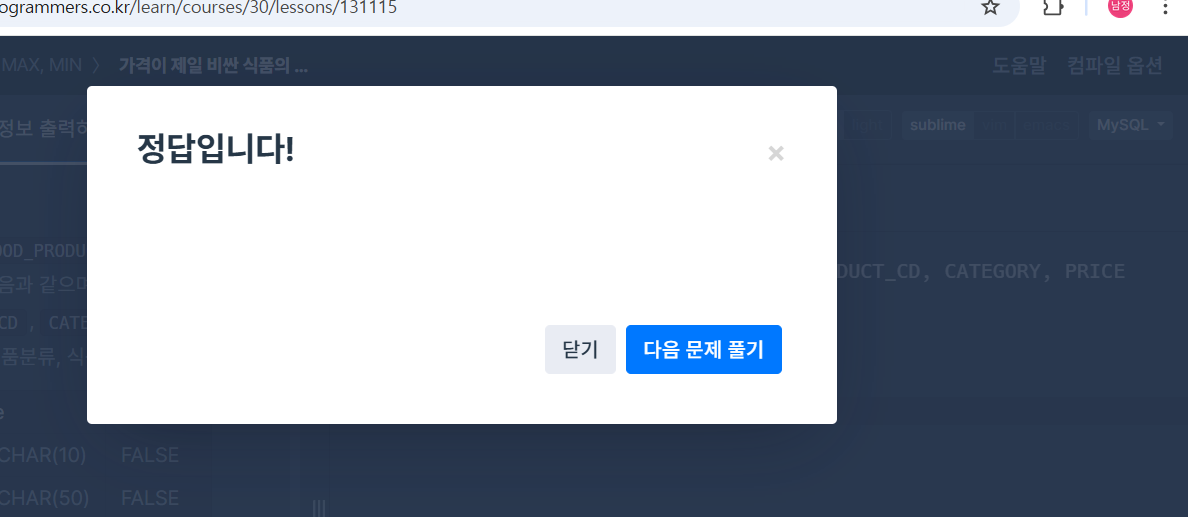 ogrammers.co.kr/learn/courses/30/lessons/131115
남정
MAX, MIN 〉 가격이 제일 비싼 식품의 ...
도움말 컴파일 옵션
정보 출력하
sublime
MySQL
정답입니다!
×
OOD_PRODU
음과 같으며
DUCT_CD, CATEGORY, PRICE
CD , CATE
품분류, 식
닫기 다음 문제 풀기
e
CHAR(10) FALSE
CHAR(50) FALSE